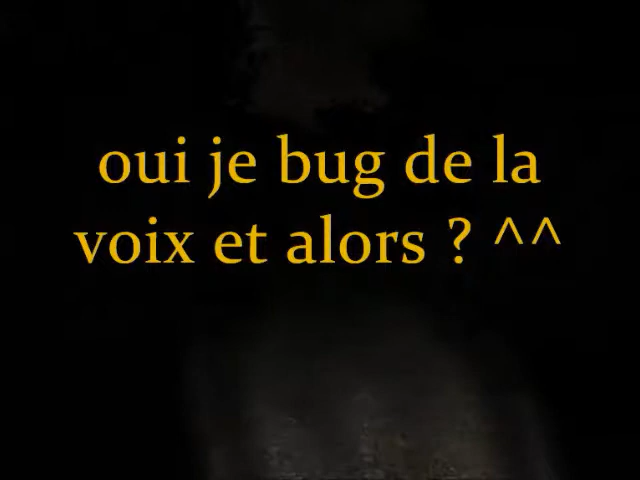 oui je bug de la
voix et alors ? ^^